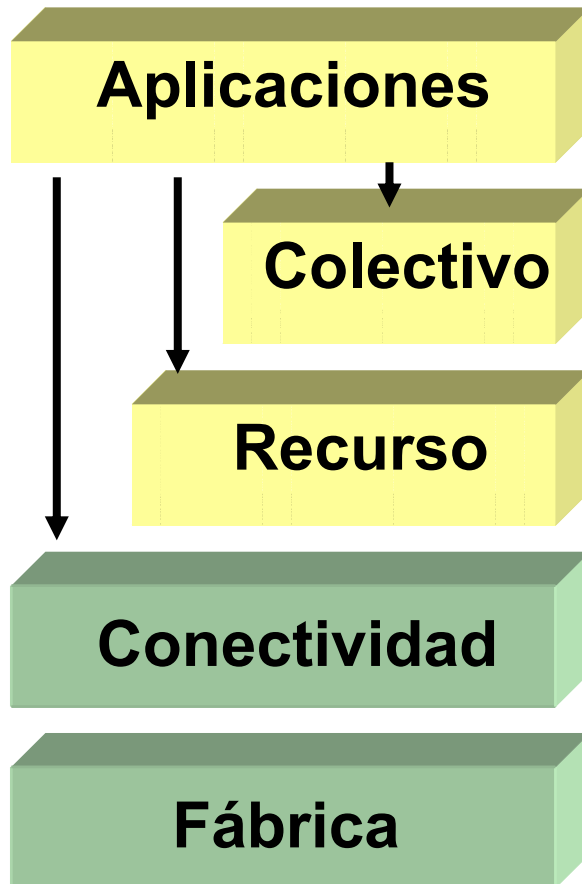 Aplicaciones
Colectivo
Recurso
Conectividad
Fábrica